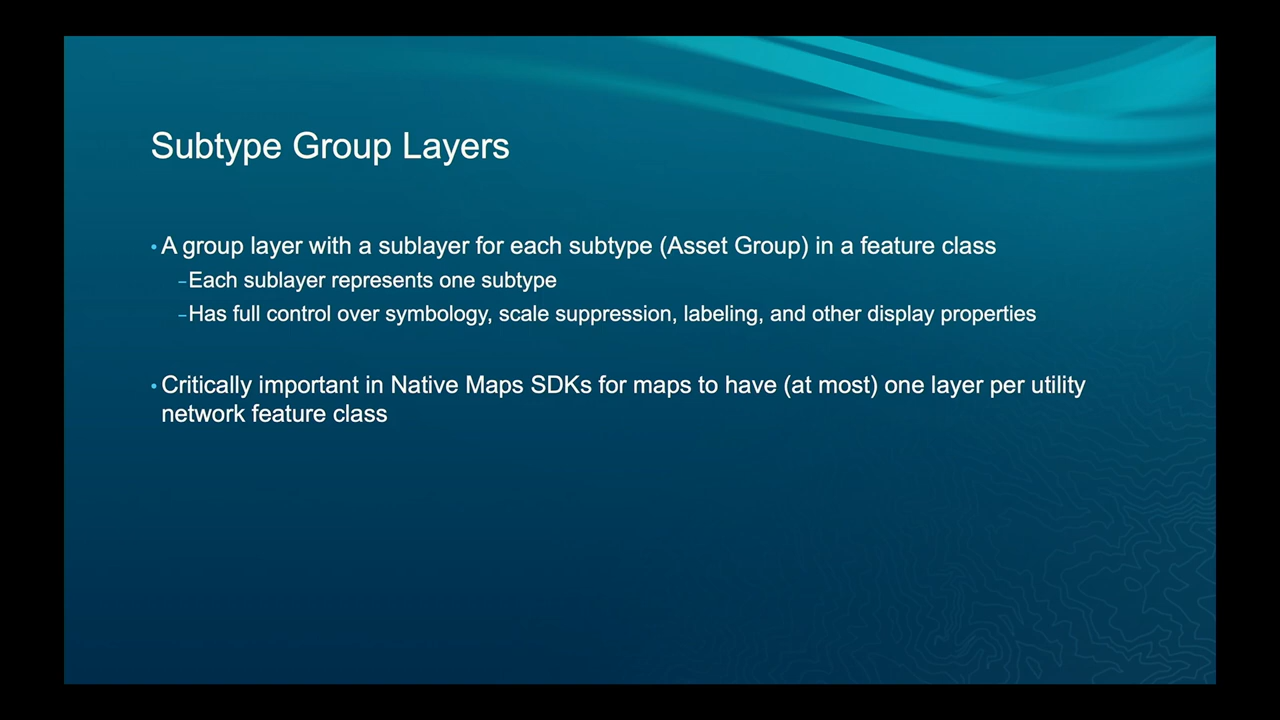 Subtype Group Layers
• A group layer with a sublayer for each subtype (Asset Group) in a feature class
–Each sublayer represents one subtype
–Has full control over symbology, scale suppression, labeling, and other display properties
• Critically important in Native Maps SDKs for maps to have (at most) one layer per utility
network feature class